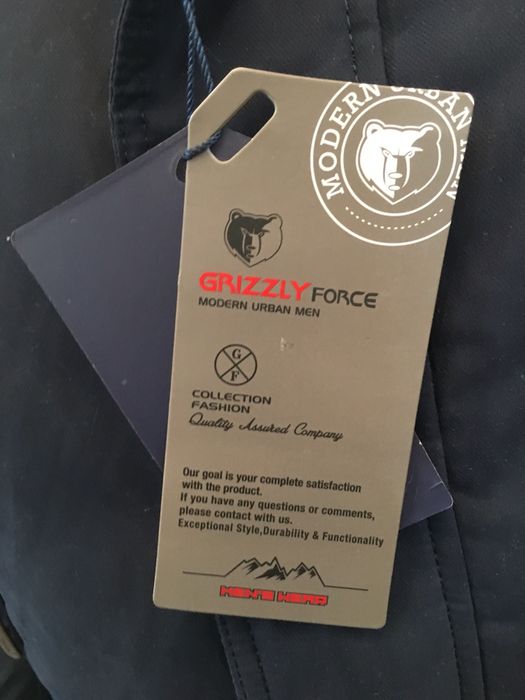 MODERN URBAN MEN
GRIZZLY FORCE
MODERN URBAN MEN
G
F
COLLECTION
FASHION
Quality Assured Company
Our goal is your complete satisfaction
with the product.
If you have any questions or comments,
please contact with us.
Exceptional Style,Durability & Functionality
MEN'S WEAR